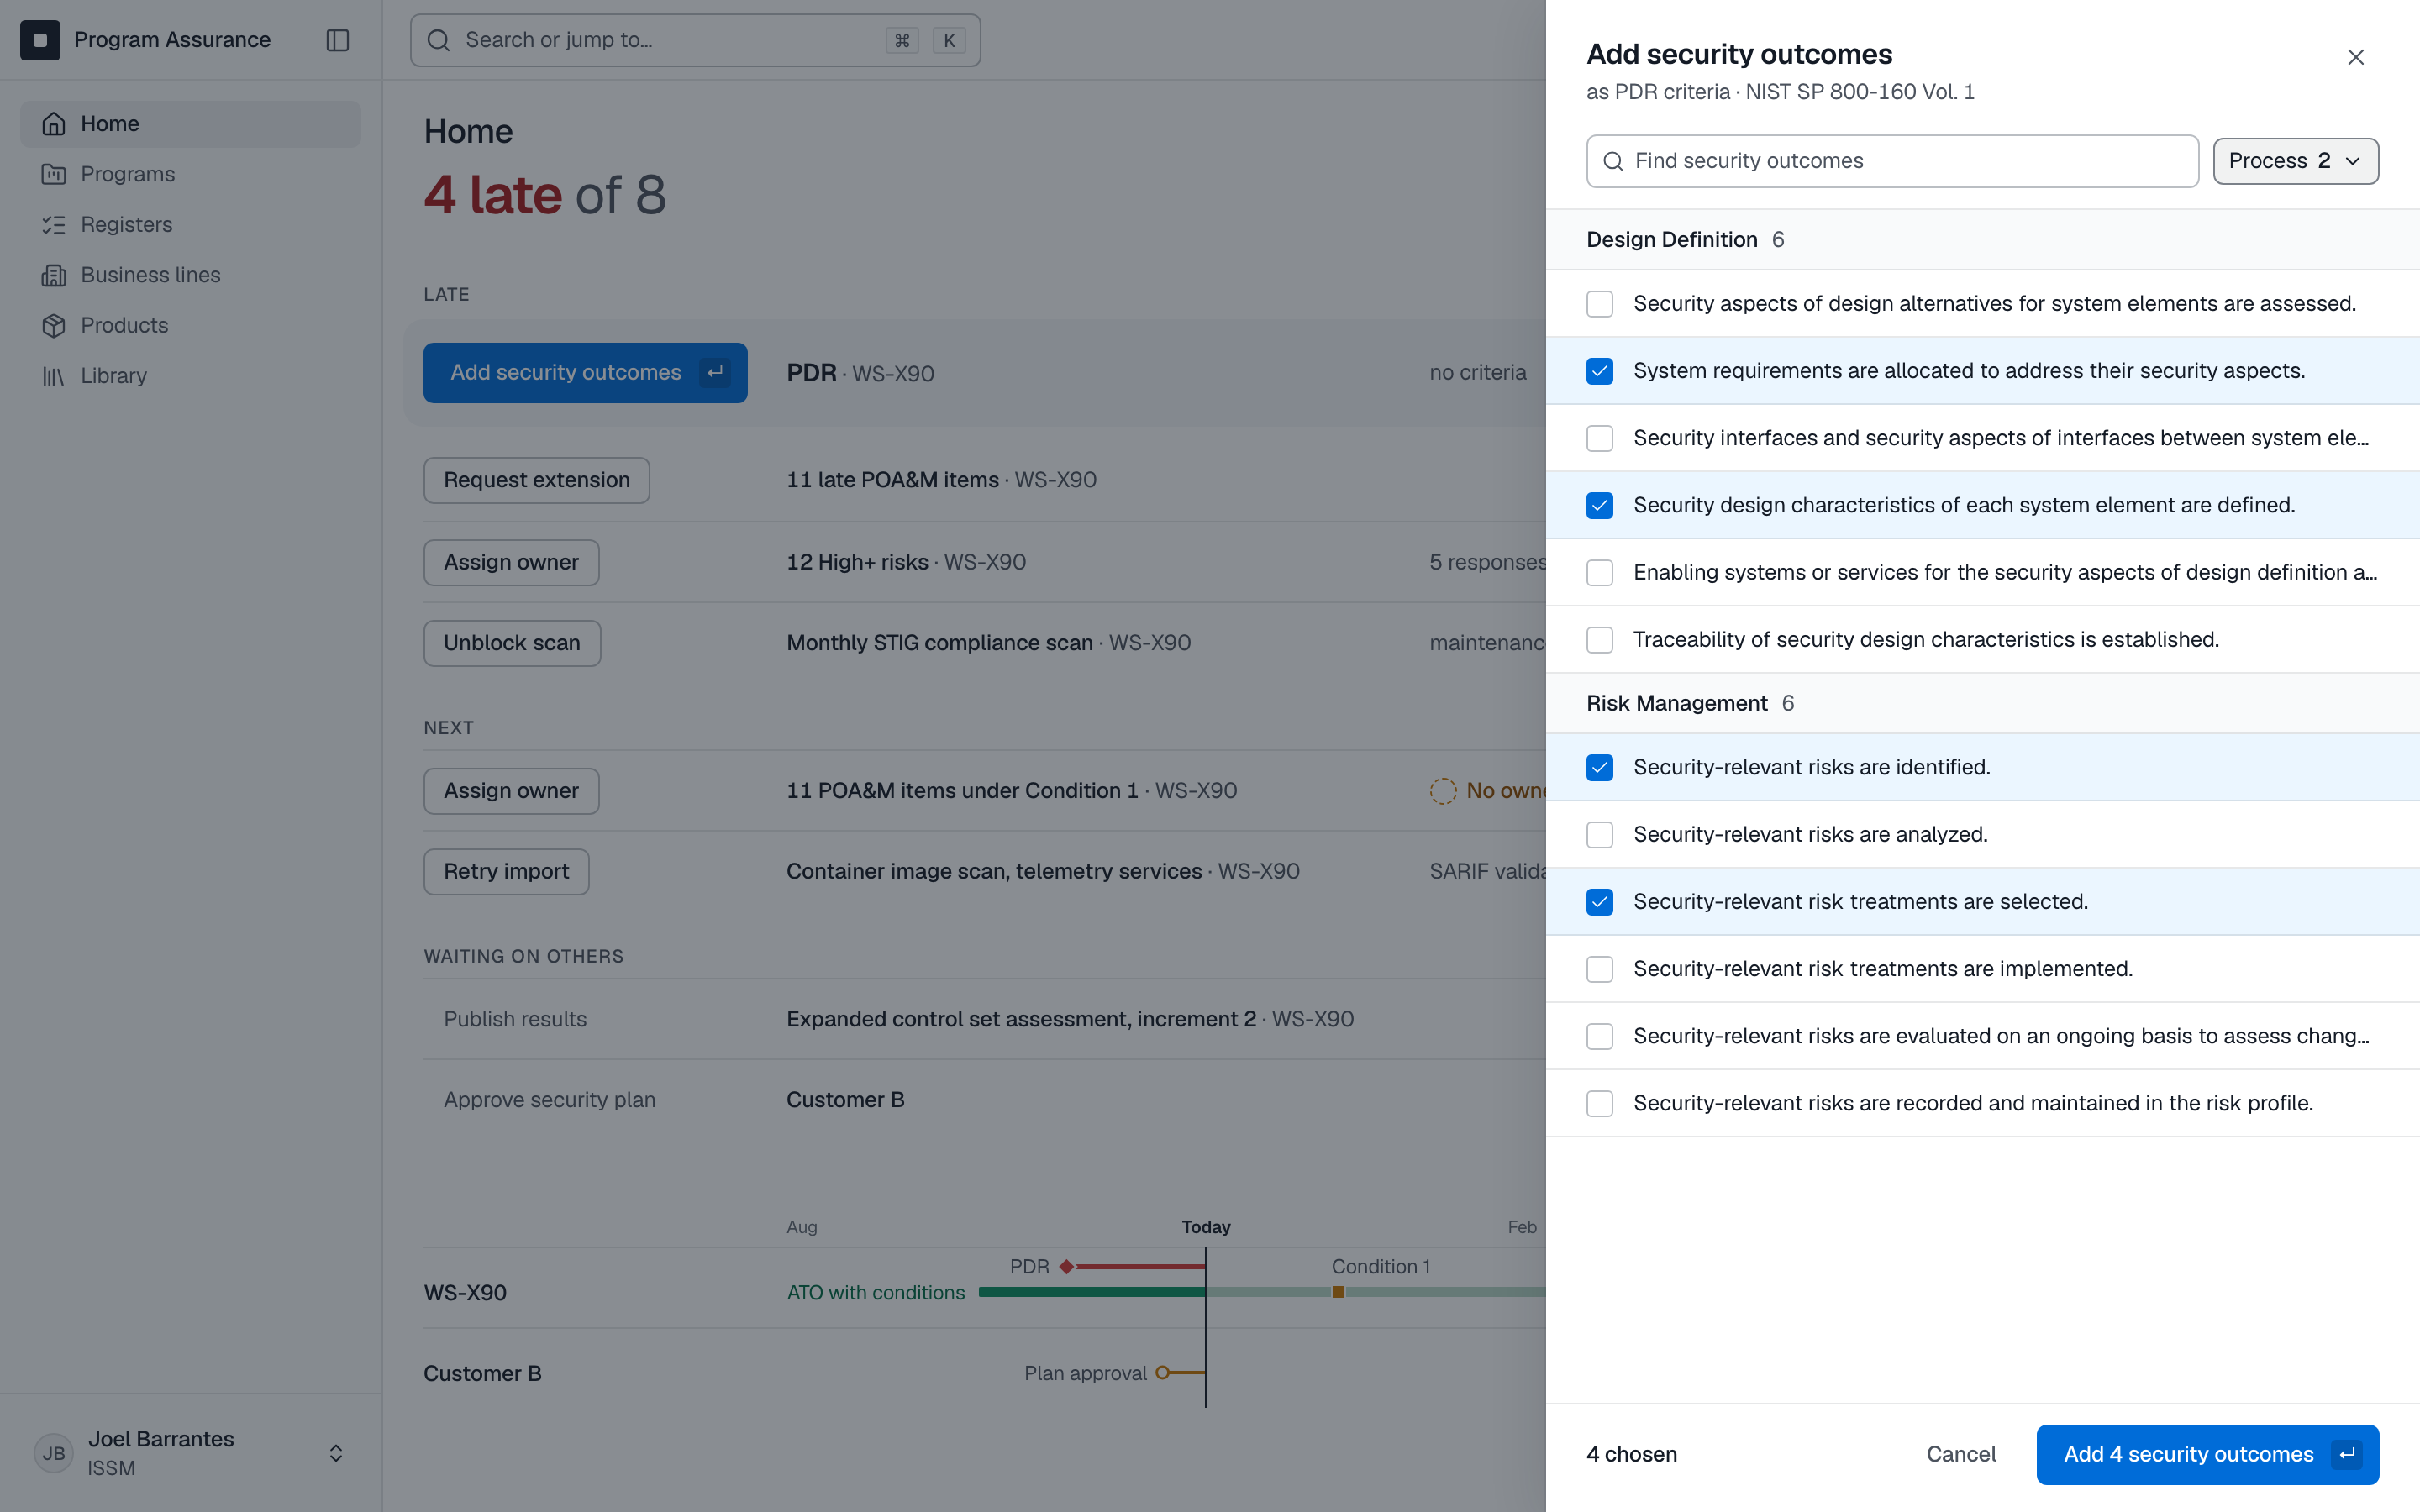 Program Assurance
Search or jump to...
⌘ K
Home
Programs
Registers
Business lines
Products
Library
Home
4 late of 8
LATE
Add security outcomes
PDR · WS-X90
no criteria
Request extension
11 late POA&M items · WS-X90
Assign owner
12 High+ risks · WS-X90
5 responses
Unblock scan
Monthly STIG compliance scan · WS-X90
NEXT
Assign owner
11 POA&M items under Condition 1 · WS-X90
Retry import
Container image scan, telemetry services · WS-X90
SARIF
WAITING ON OTHERS
Publish results
Expanded control set assessment, increment 2 · WS-X90
Approve security plan
Customer B
Aug
Today
Feb
PDR
Condition 1
WS-X90
ATO with conditions
Customer B
Plan approval
JB
Joel Barrantes
ISSM
Add security outcomes
as PDR criteria · NIST SP 800-160 Vol. 1
Find security outcomes
Process 2
Design Definition 6
Security aspects of design alternatives for system elements are assessed.
System requirements are allocated to address their security aspects.
Security interfaces and security aspects of interfaces between system ele...
Security design characteristics of each system element are defined.
Enabling systems or services for the security aspects of design definition a...
Traceability of security design characteristics is established.
Risk Management 6
Security-relevant risks are identified.
Security-relevant risks are analyzed.
Security-relevant risk treatments are selected.
Security-relevant risk treatments are implemented.
Security-relevant risks are evaluated on an ongoing basis to assess chang...
Security-relevant risks are recorded and maintained in the risk profile.
4 chosen
Cancel
Add 4 security outcomes